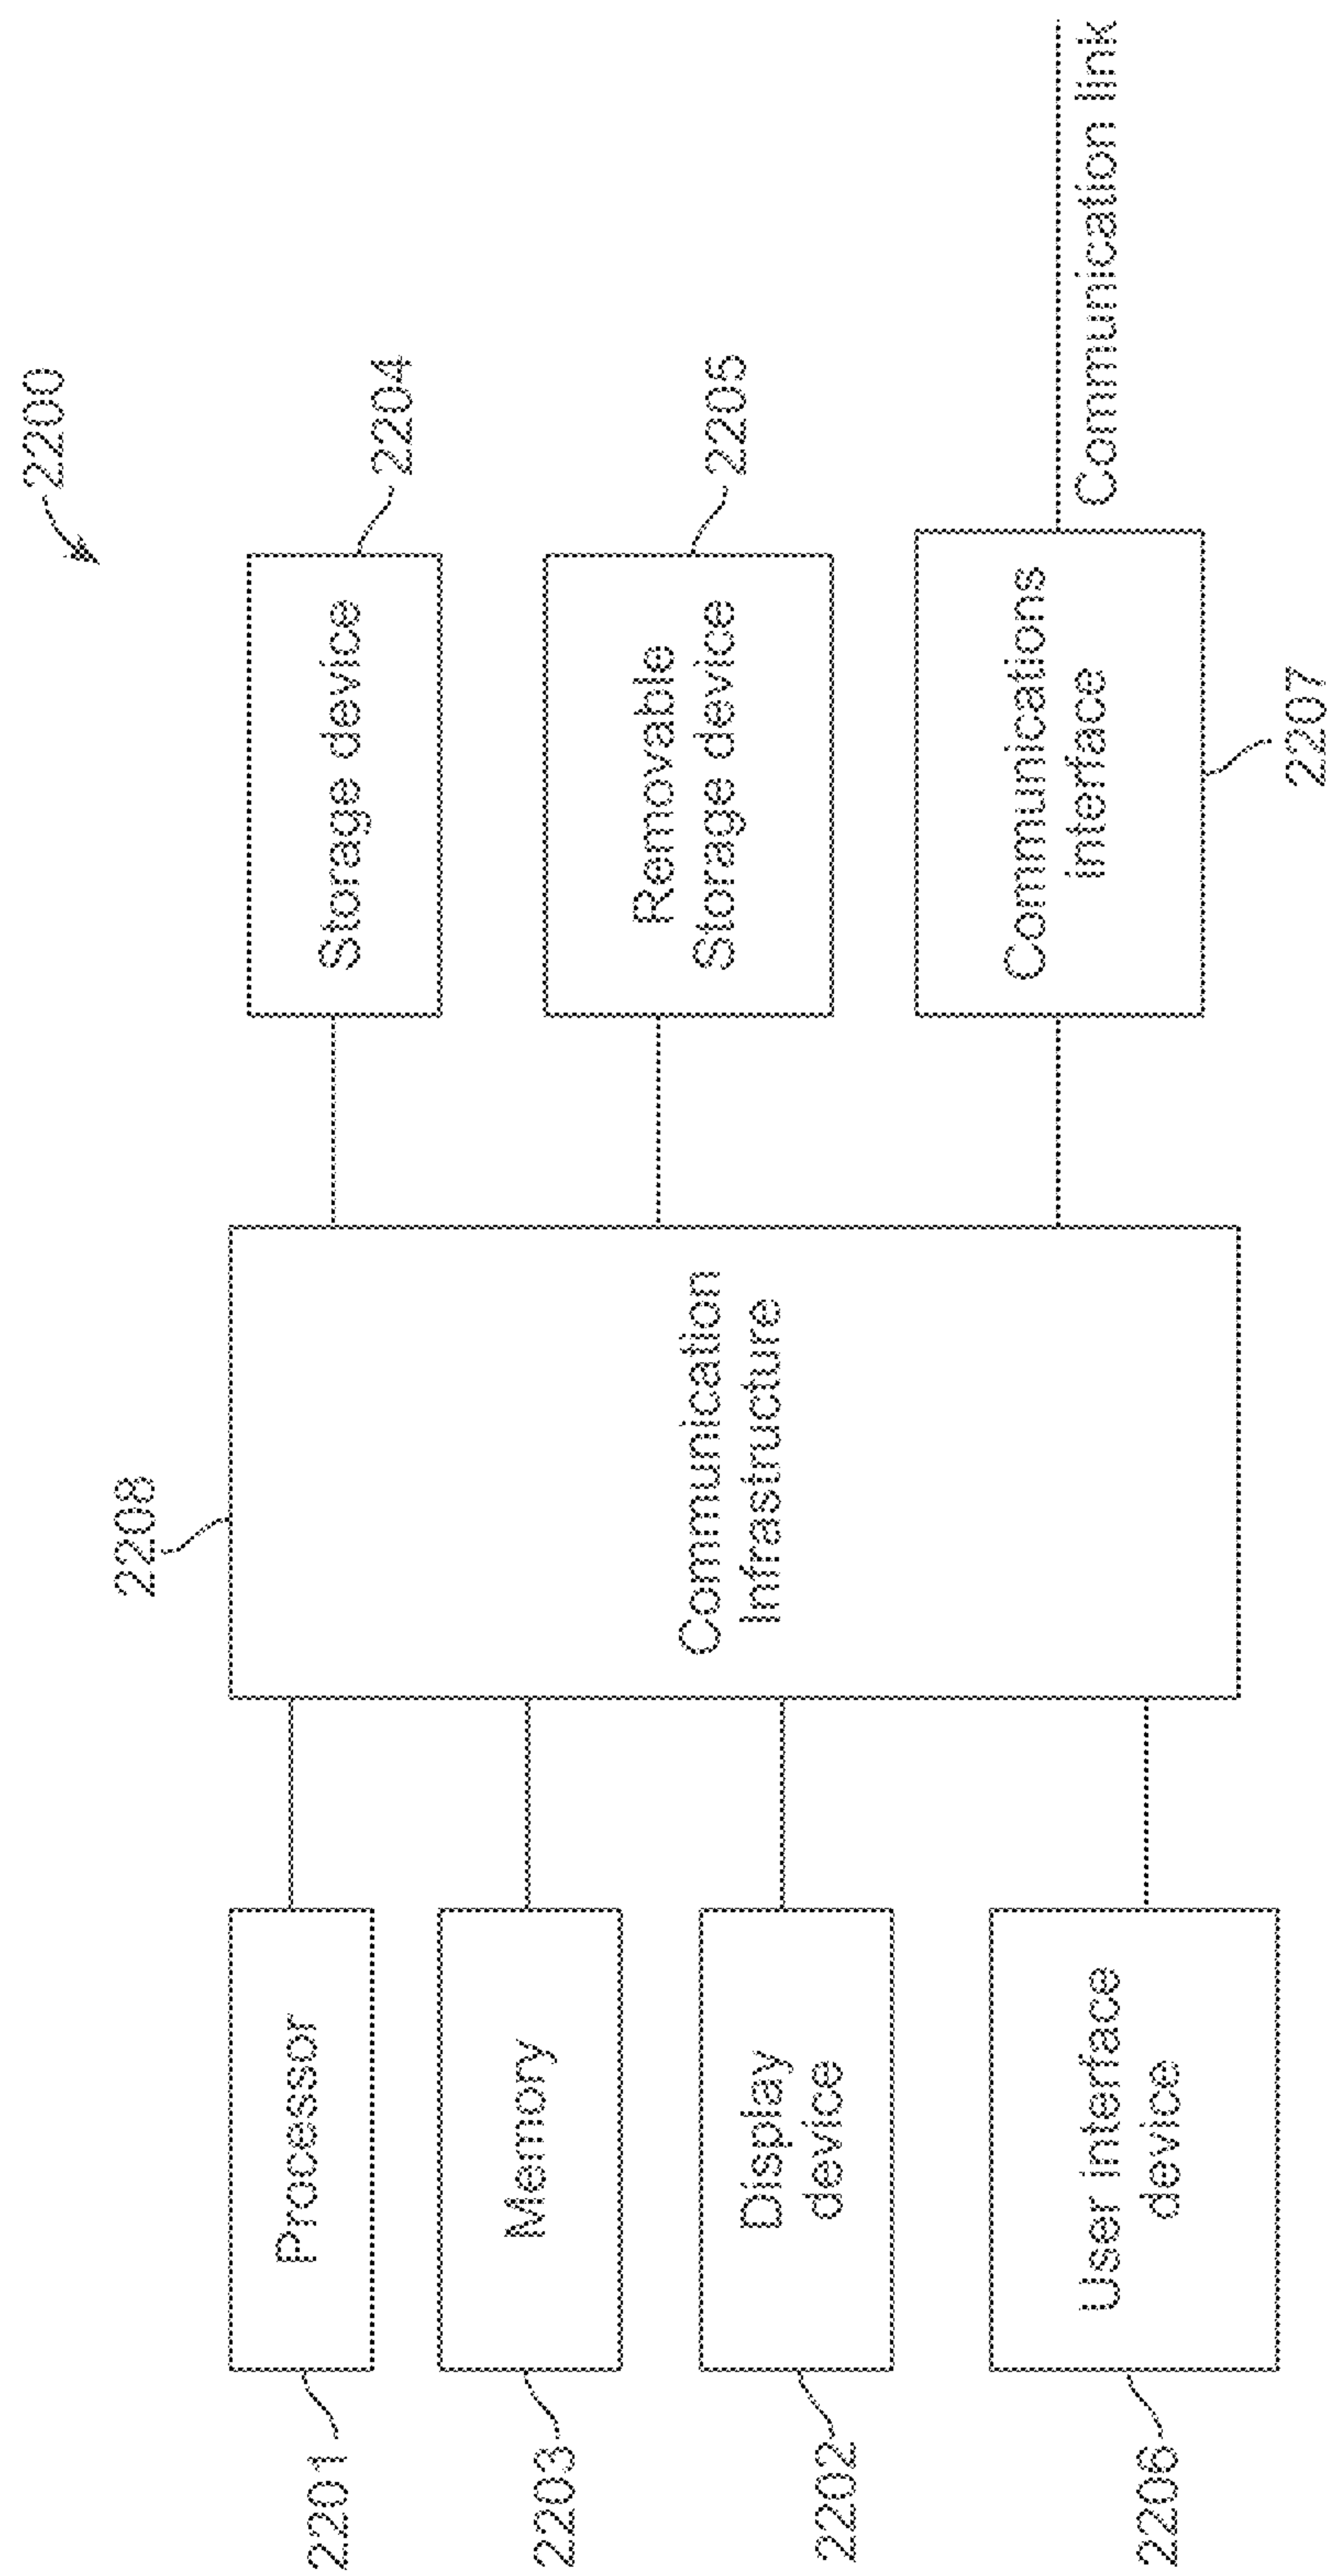 2200
2208
2201
Processor
2203
Memory
2202
Display
device
2206
User interface
device
Communication
Infrastructure
Storage device
2204
Removable
Storage device
2205
Communications
interface
2207
Communication link